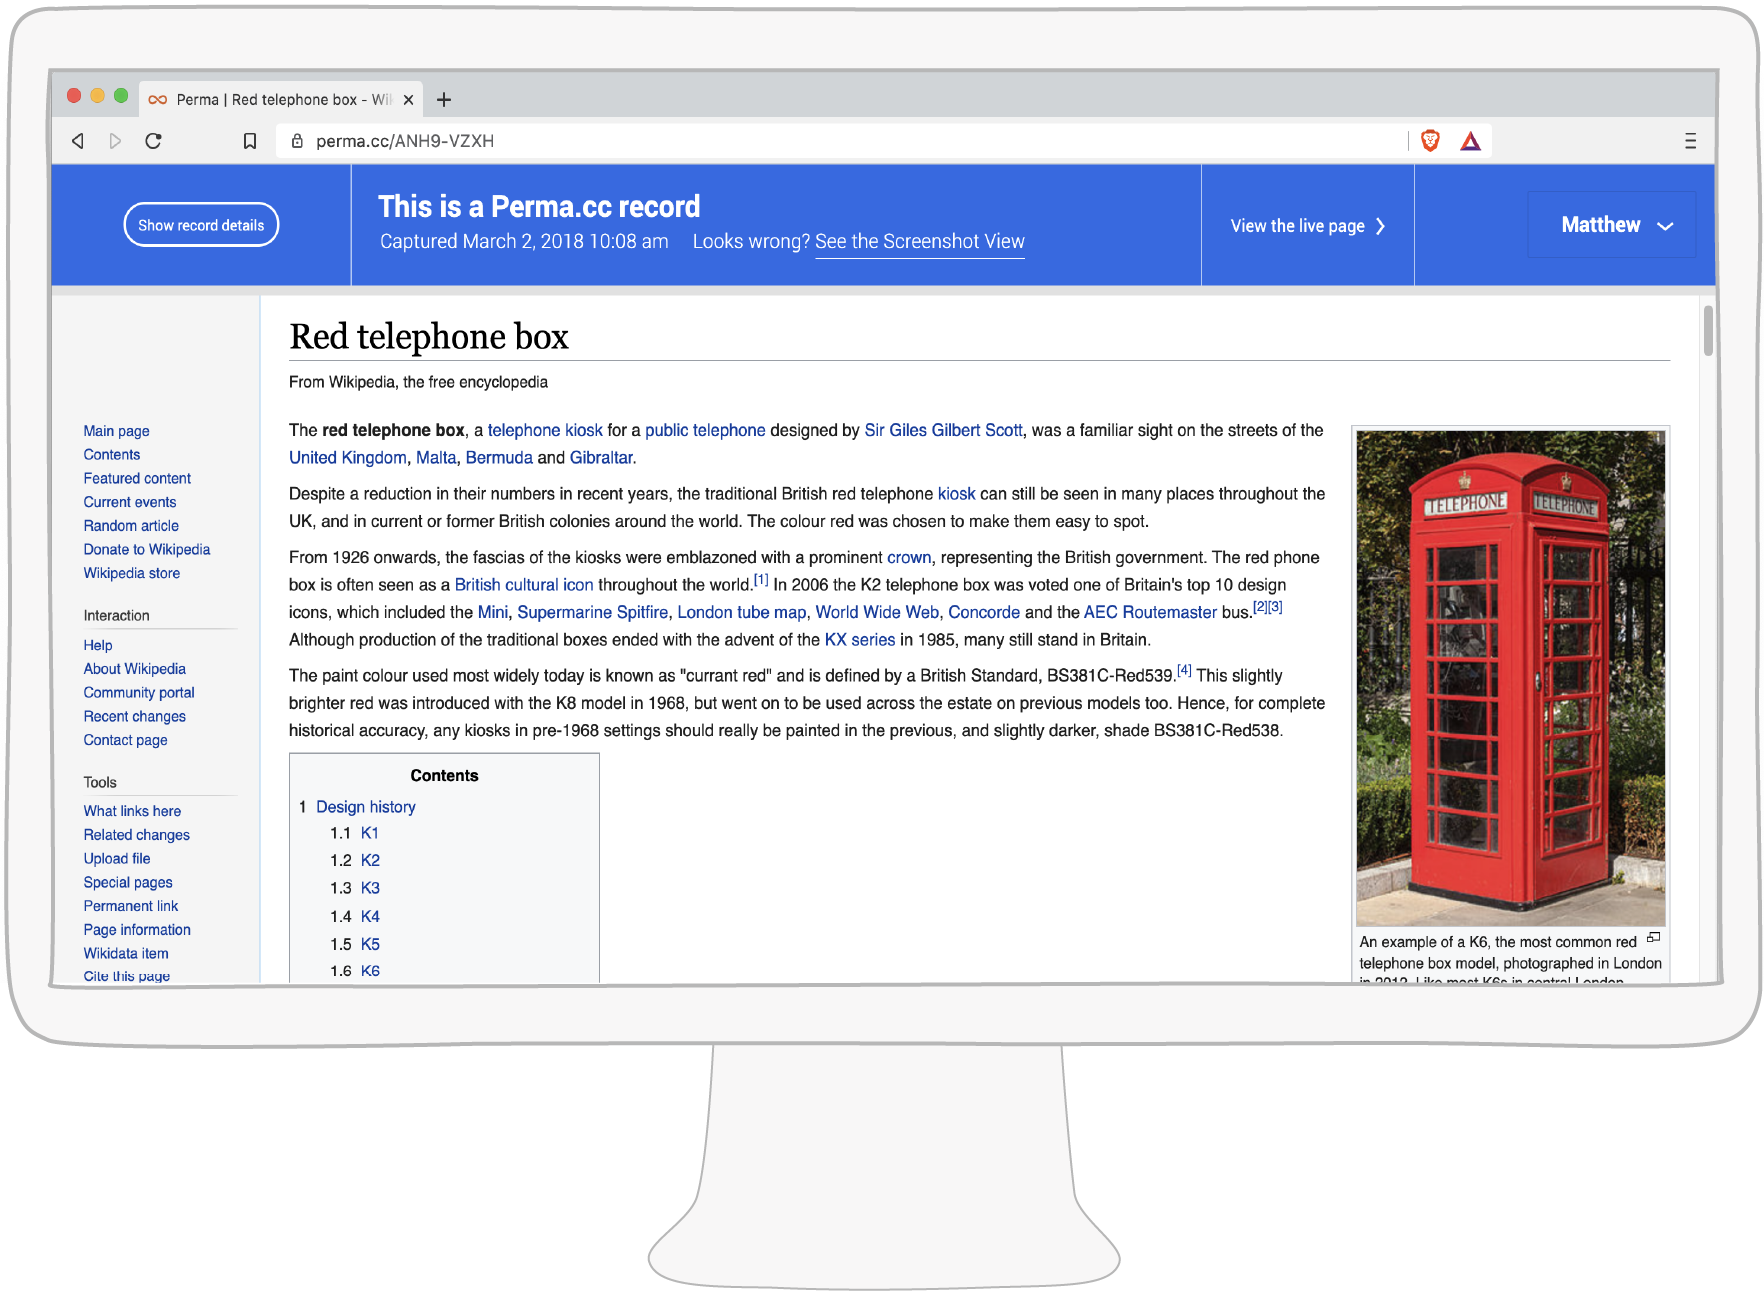 Perma | Red telephone box - Wi
perma.cc/ANH9-VZXH
Show record details
This is a Perma.cc record
Captured March 2, 2018 10:08 am Looks wrong? See the Screenshot View
View the live page
Matthew
Red telephone box
From Wikipedia, the free encyclopedia
Main page
Contents
Featured content
Current events
Random article
Donate to Wikipedia
Wikipedia store
Interaction
Help
About Wikipedia
Community portal
Recent changes
Contact page
Tools
What links here
Related changes
Upload file
Special pages
Permanent link
Page information
Wikidata item
Cite this page
The red telephone box, a telephone kiosk for a public telephone designed by Sir Giles Gilbert Scott, was a familiar sight on the streets of the
United Kingdom, Malta, Bermuda and Gibraltar.
Despite a reduction in their numbers in recent years, the traditional British red telephone kiosk can still be seen in many places throughout the
UK, and in current or former British colonies around the world. The colour red was chosen to make them easy to spot.
From 1926 onwards, the fascias of the kiosks were emblazoned with a prominent crown, representing the British government. The red phone
box is often seen as a British cultural icon throughout the world.[1] In 2006 the K2 telephone box was voted one of Britain's top 10 design
icons, which included the Mini, Supermarine Spitfire, London tube map, World Wide Web, Concorde and the AEC Routemaster bus.[2][3]
Although production of the traditional boxes ended with the advent of the KX series in 1985, many still stand in Britain.
The paint colour used most widely today is known as "currant red" and is defined by a British Standard, BS381C-Red539.[4] This slightly
brighter red was introduced with the K8 model in 1968, but went on to be used across the estate on previous models too. Hence, for complete
historical accuracy, any kiosks in pre-1968 settings should really be painted in the previous, and slightly darker, shade BS381C-Red538.
Contents
1 Design history
1.1 K1
1.2 K2
1.3 K3
1.4 K4
1.5 K5
1.6 K6
TELEPHONE
TELEPHONE
An example of a K6, the most common red
telephone box model, photographed in London
in 2012. Like most K6s in central London